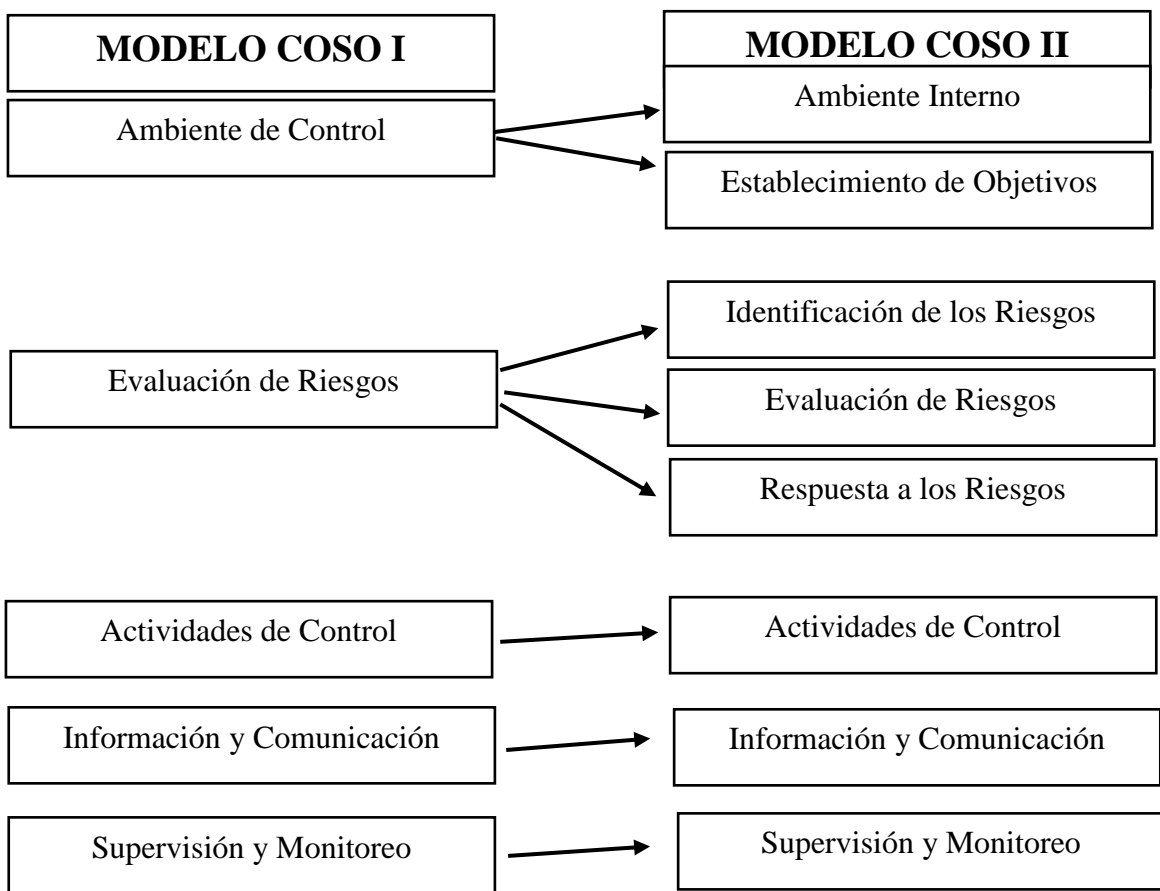 MODELO COSO I
MODELO COSO II
Ambiente de Control
Ambiente Interno
Establecimiento de Objetivos
Evaluación de Riesgos
Identificación de los Riesgos
Evaluación de Riesgos
Respuesta a los Riesgos
Actividades de Control
Actividades de Control
Información y Comunicación
Información y Comunicación
Supervisión y Monitoreo
Supervisión y Monitoreo